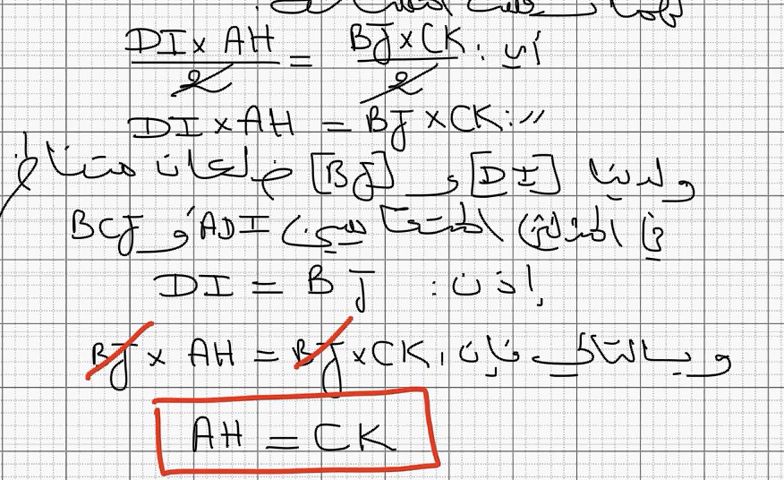 أي: DI × AH / 2 = BJ × CK / 2
〃: DI × AH = BJ × CK
ولدينا [DI] و [BJ] ضلعان متناظران
في المثلثين المتقايسين ADI و BCJ
إذن: DI = BJ
وبالتالي فإن، BJ × AH = BJ × CK
AH = CK